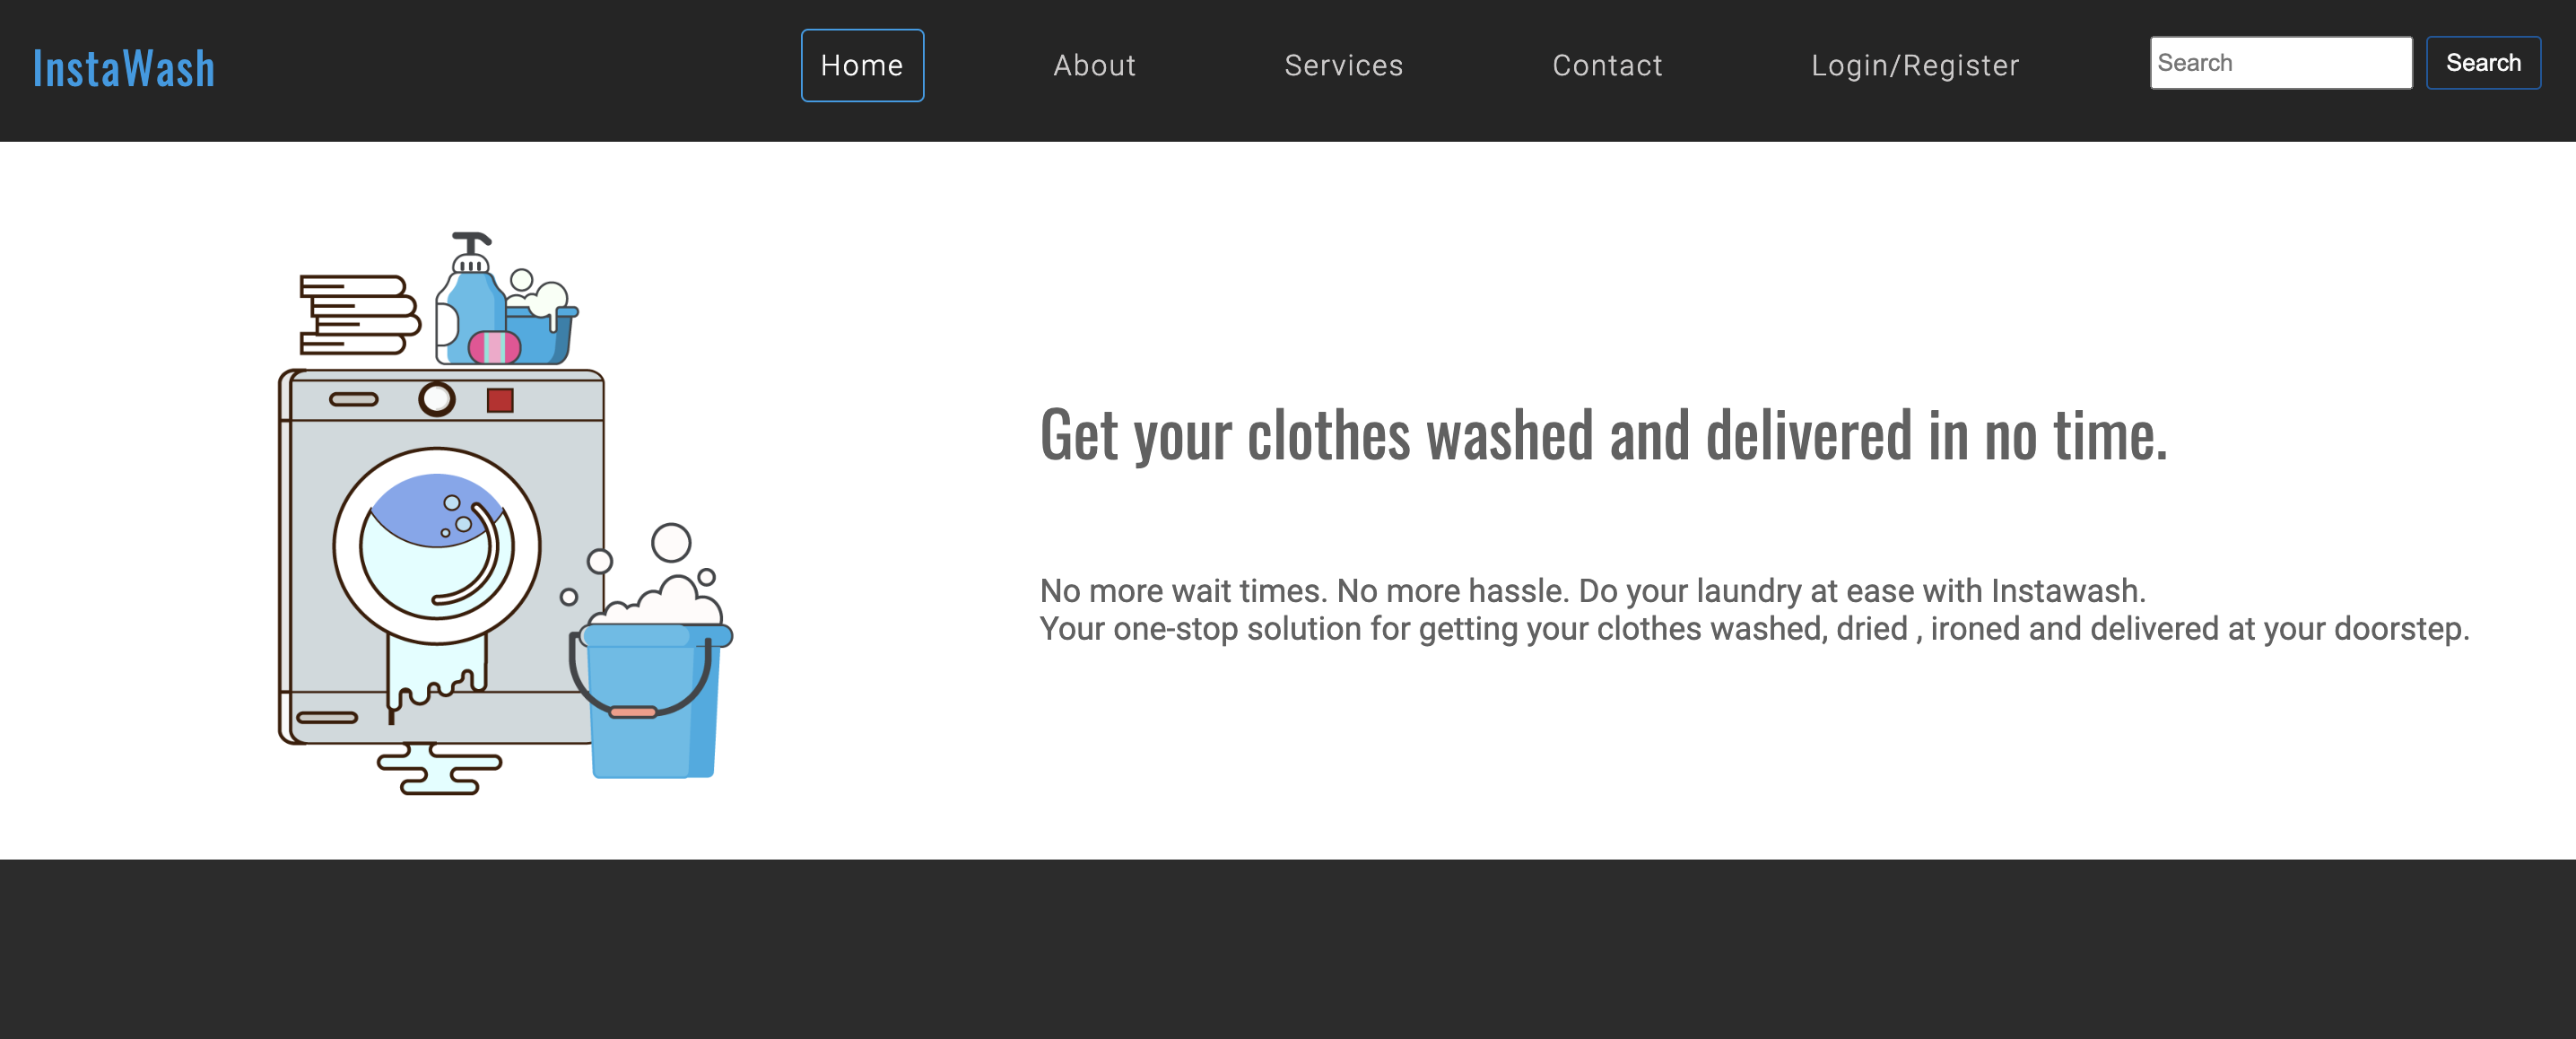 InstaWash
Home
About
Services
Contact
Login/Register
Search
Search
Get your clothes washed and delivered in no time.
No more wait times. No more hassle. Do your laundry at ease with Instawash.
Your one-stop solution for getting your clothes washed, dried , ironed and delivered at your doorstep.